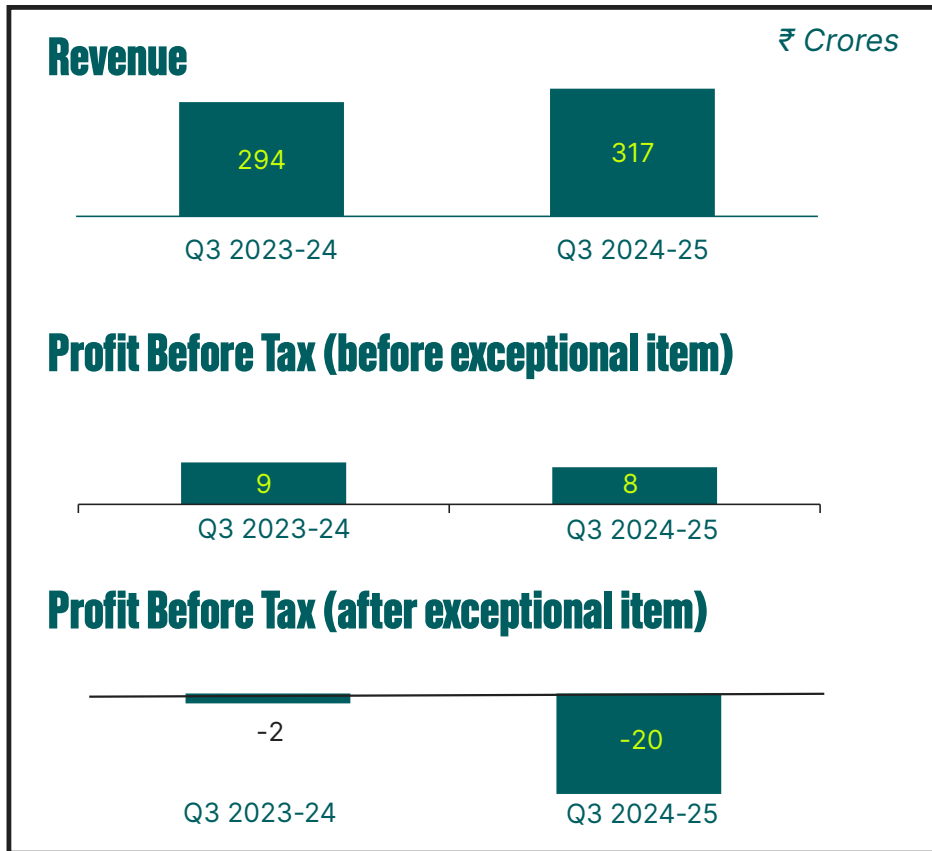 Revenue
₹ Crores
294
317
Q3 2023-24
Q3 2024-25
Profit Before Tax (before exceptional item)
9
8
Q3 2023-24
Q3 2024-25
Profit Before Tax (after exceptional item)
-2
-20
Q3 2023-24
Q3 2024-25